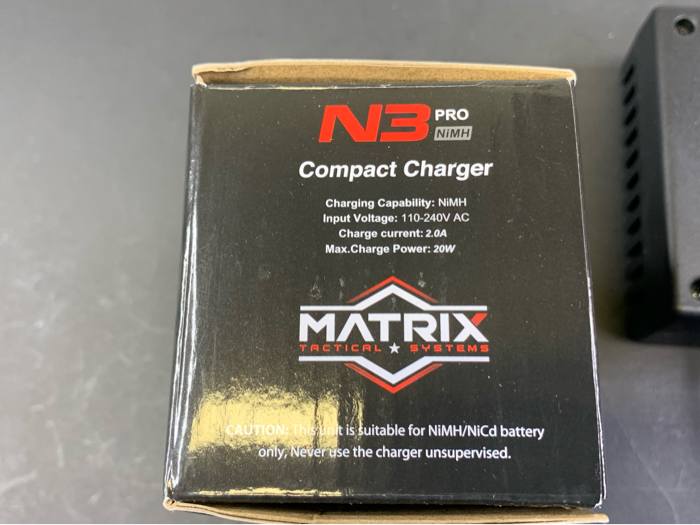 N3 PRO
NiMH
Compact Charger
Charging Capability: NiMH
Input Voltage: 110-240V AC
Charge current: 2.0A
Max.Charge Power: 20W
MATRIX
TACTICAL ★ SYSTEMS
CAUTION: This unit is suitable for NiMH/NiCd battery
only, Never use the charger unsupervised.